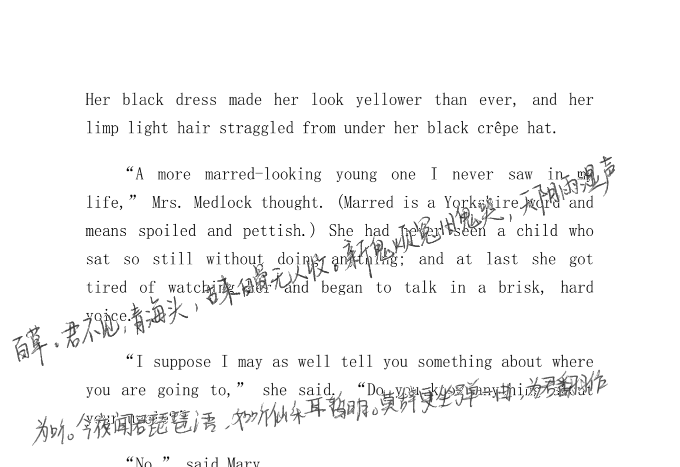 Her black dress made her look yellower than ever, and her
limp light hair straggled from under her black crêpe hat.
“A more marred-looking young one I never saw in my
life,” Mrs. Medlock thought. (Marred is a Yorkshire word and
means spoiled and pettish.) She had never seen a child who
sat so still without doing anything; and at last she got
tired of watching her and began to talk in a brisk, hard
voice.
百草。君不见,青海头,古来白骨无人收。新鬼烦冤旧鬼哭,天阴雨湿声
“I suppose I may as well tell you something about where
you are going to,” she said. “Do you know anything about
为听。今夜闻君琵琶语,如听仙乐耳暂明。莫辞更坐弹一曲,为君翻作
“No,” said Mary.